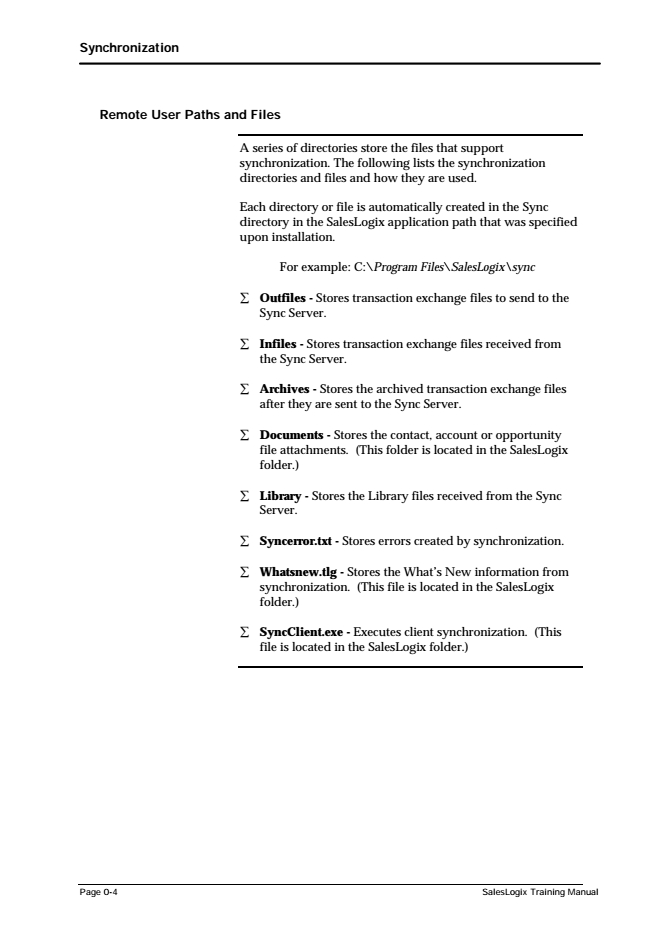 Synchronization
Remote User Paths and Files
A series of directories store the files that support
synchronization. The following lists the synchronization
directories and files and how they are used.
Each directory or file is automatically created in the Sync
directory in the SalesLogix application path that was specified
upon installation.
For example: C:\Program Files\SalesLogix\sync
Σ Outfiles - Stores transaction exchange files to send to the
Sync Server.
Σ Infiles - Stores transaction exchange files received from
the Sync Server.
Σ Archives - Stores the archived transaction exchange files
after they are sent to the Sync Server.
Σ Documents - Stores the contact, account or opportunity
file attachments.  (This folder is located in the SalesLogix
folder.)
Σ Library - Stores the Library files received from the Sync
Server.
Σ Syncerror.txt - Stores errors created by synchronization.
Σ Whatsnew.tlg - Stores the What's New information from
synchronization.  (This file is located in the SalesLogix
folder.)
Σ SyncClient.exe - Executes client synchronization.  (This
file is located in the SalesLogix folder.)
Page 0-4
SalesLogix Training Manual